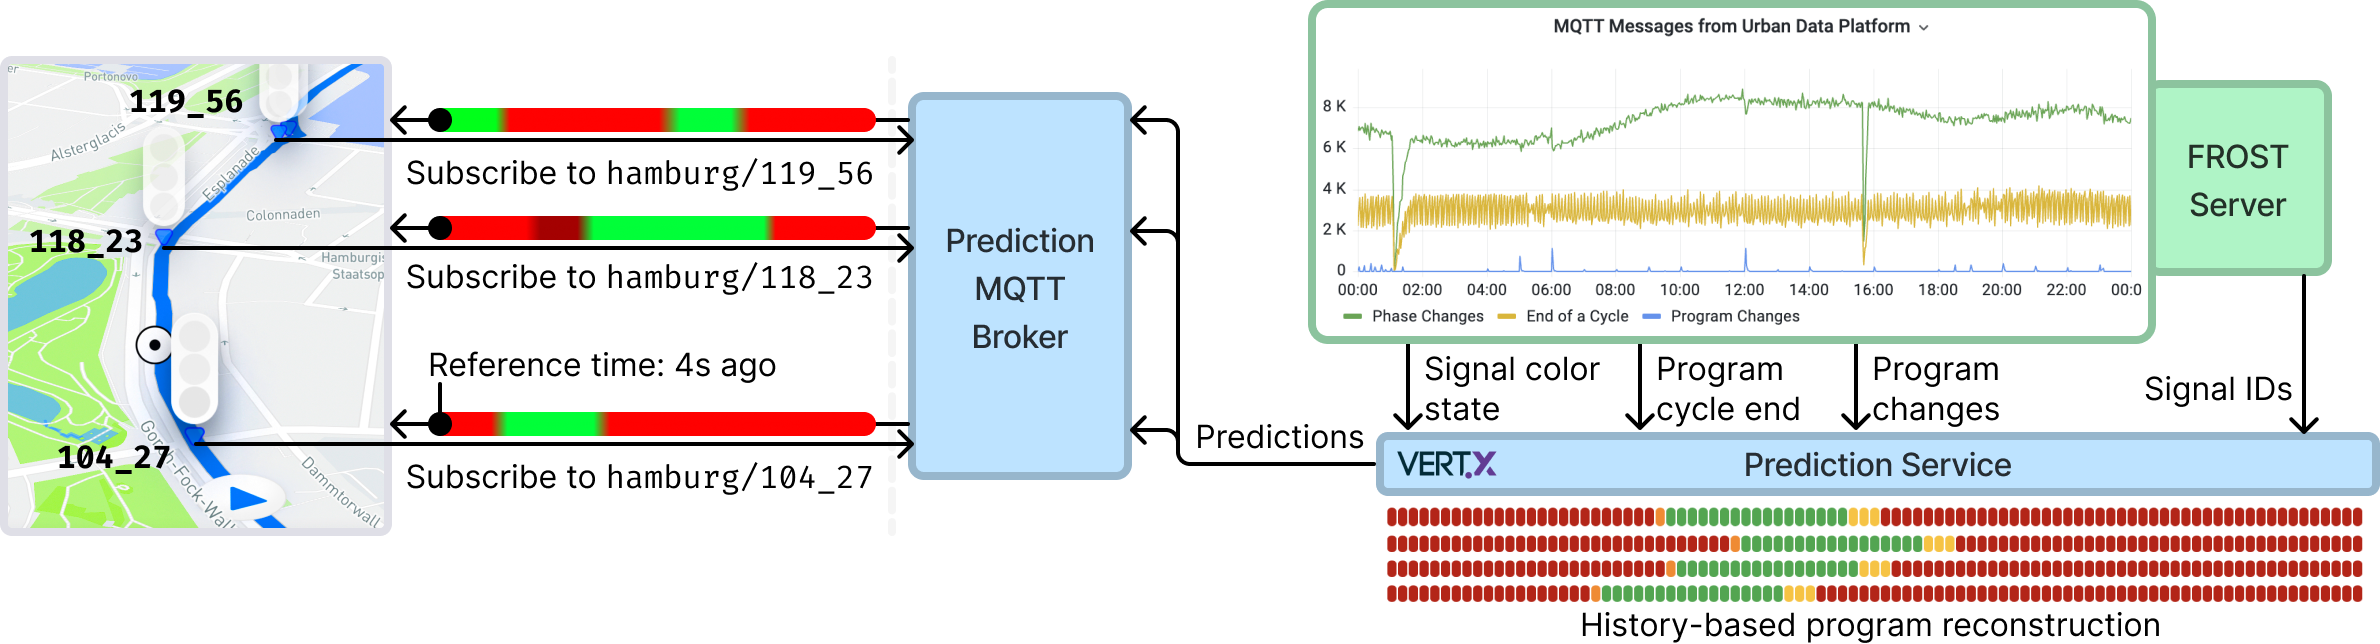 er
Portonovo
119_56
Alsterglacis
Esplanade
Colonnaden
118_23
Hamburgis
Staatsop
104_27
Gorch-Fock-Wall
Dammtorwall
Subscribe to hamburg/119_56
Subscribe to hamburg/118_23
Reference time: 4s ago
Subscribe to hamburg/104_27
Prediction
MQTT
Broker
Predictions
MQTT Messages from Urban Data Platform
8 K
6 K
4 K
2 K
0
00:00 02:00 04:00 06:00 08:00 10:00 12:00 14:00 16:00 18:00 20:00 22:00 00:0
Phase Changes End of a Cycle Program Changes
FROST
Server
Signal color
state
Program
cycle end
Program
changes
Signal IDs
VERT.X Prediction Service
History-based program reconstruction